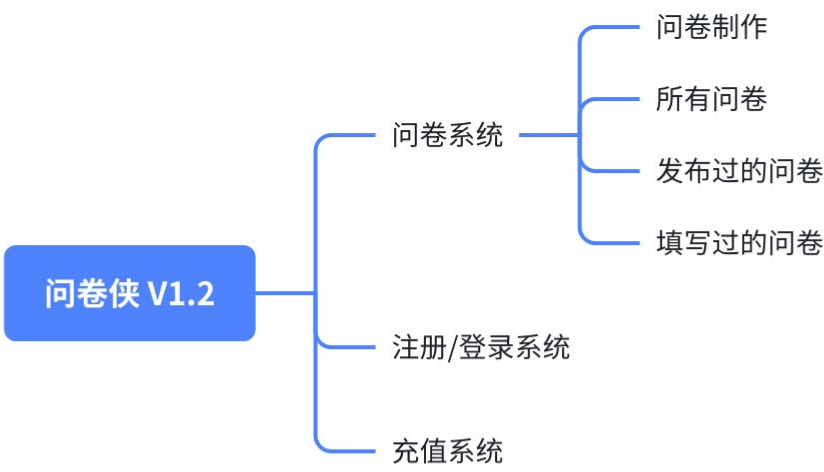 问卷制作
所有问卷
问卷系统
发布过的问卷
填写过的问卷
问卷侠 V1.2
注册/登录系统
充值系统